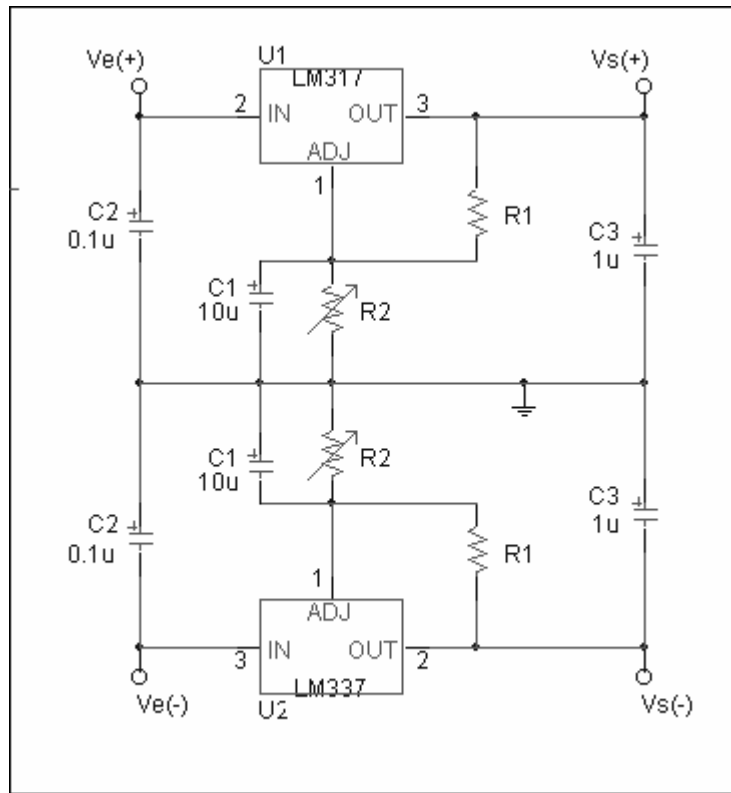 Ve(+)
U1
Vs(+)
LM317
2
IN
OUT
3
ADJ
1
C2
0.1u
R1
C3
1u
C1
10u
R2
C1
10u
R2
C2
0.1u
C3
1u
R1
1
ADJ
3
IN
OUT
2
LM337
Ve(-)
U2
Vs(-)